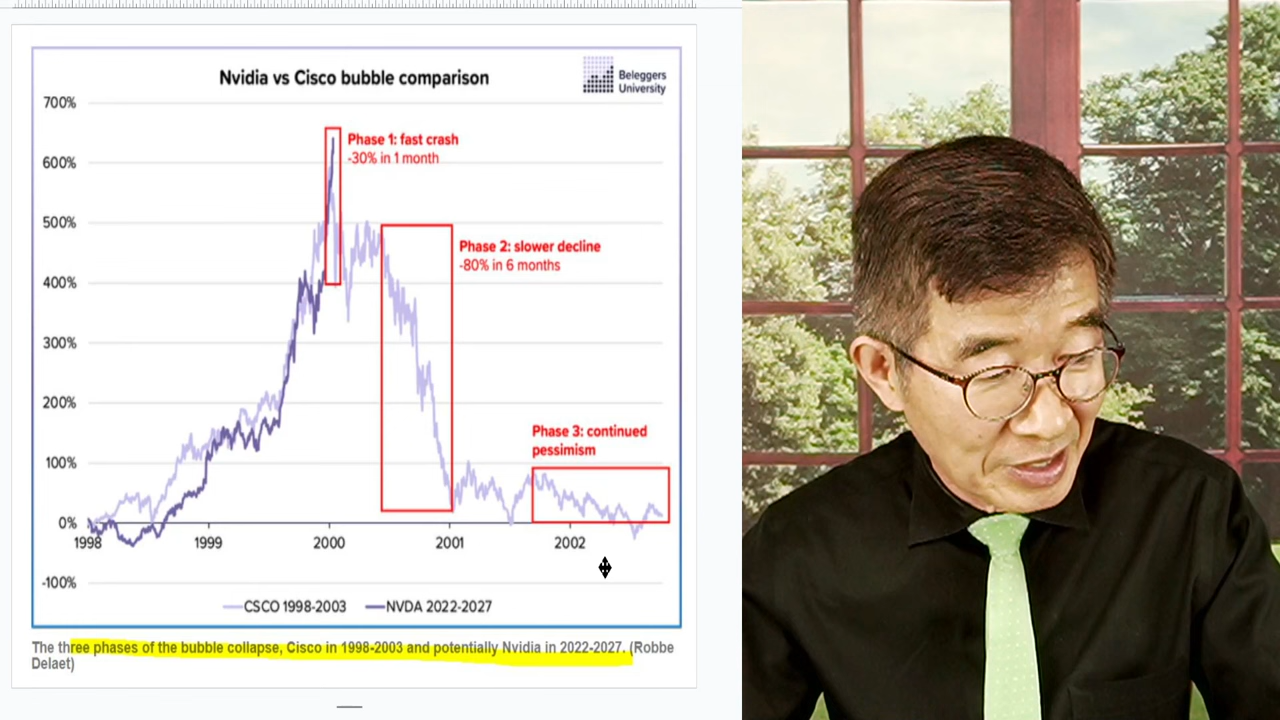 Nvidia vs Cisco bubble comparison
Beleggers
University
700%
600%
500%
400%
300%
200%
100%
0%
-100%
Phase 1: fast crash
-30% in 1 month
Phase 2: slower decline
-80% in 6 months
Phase 3: continued
pessimism
1998
1999
2000
2001
2002
CSCO 1998-2003
NVDA 2022-2027
The three phases of the bubble collapse, Cisco in 1998-2003 and potentially Nvidia in 2022-2027. (Robbe
Delaet)